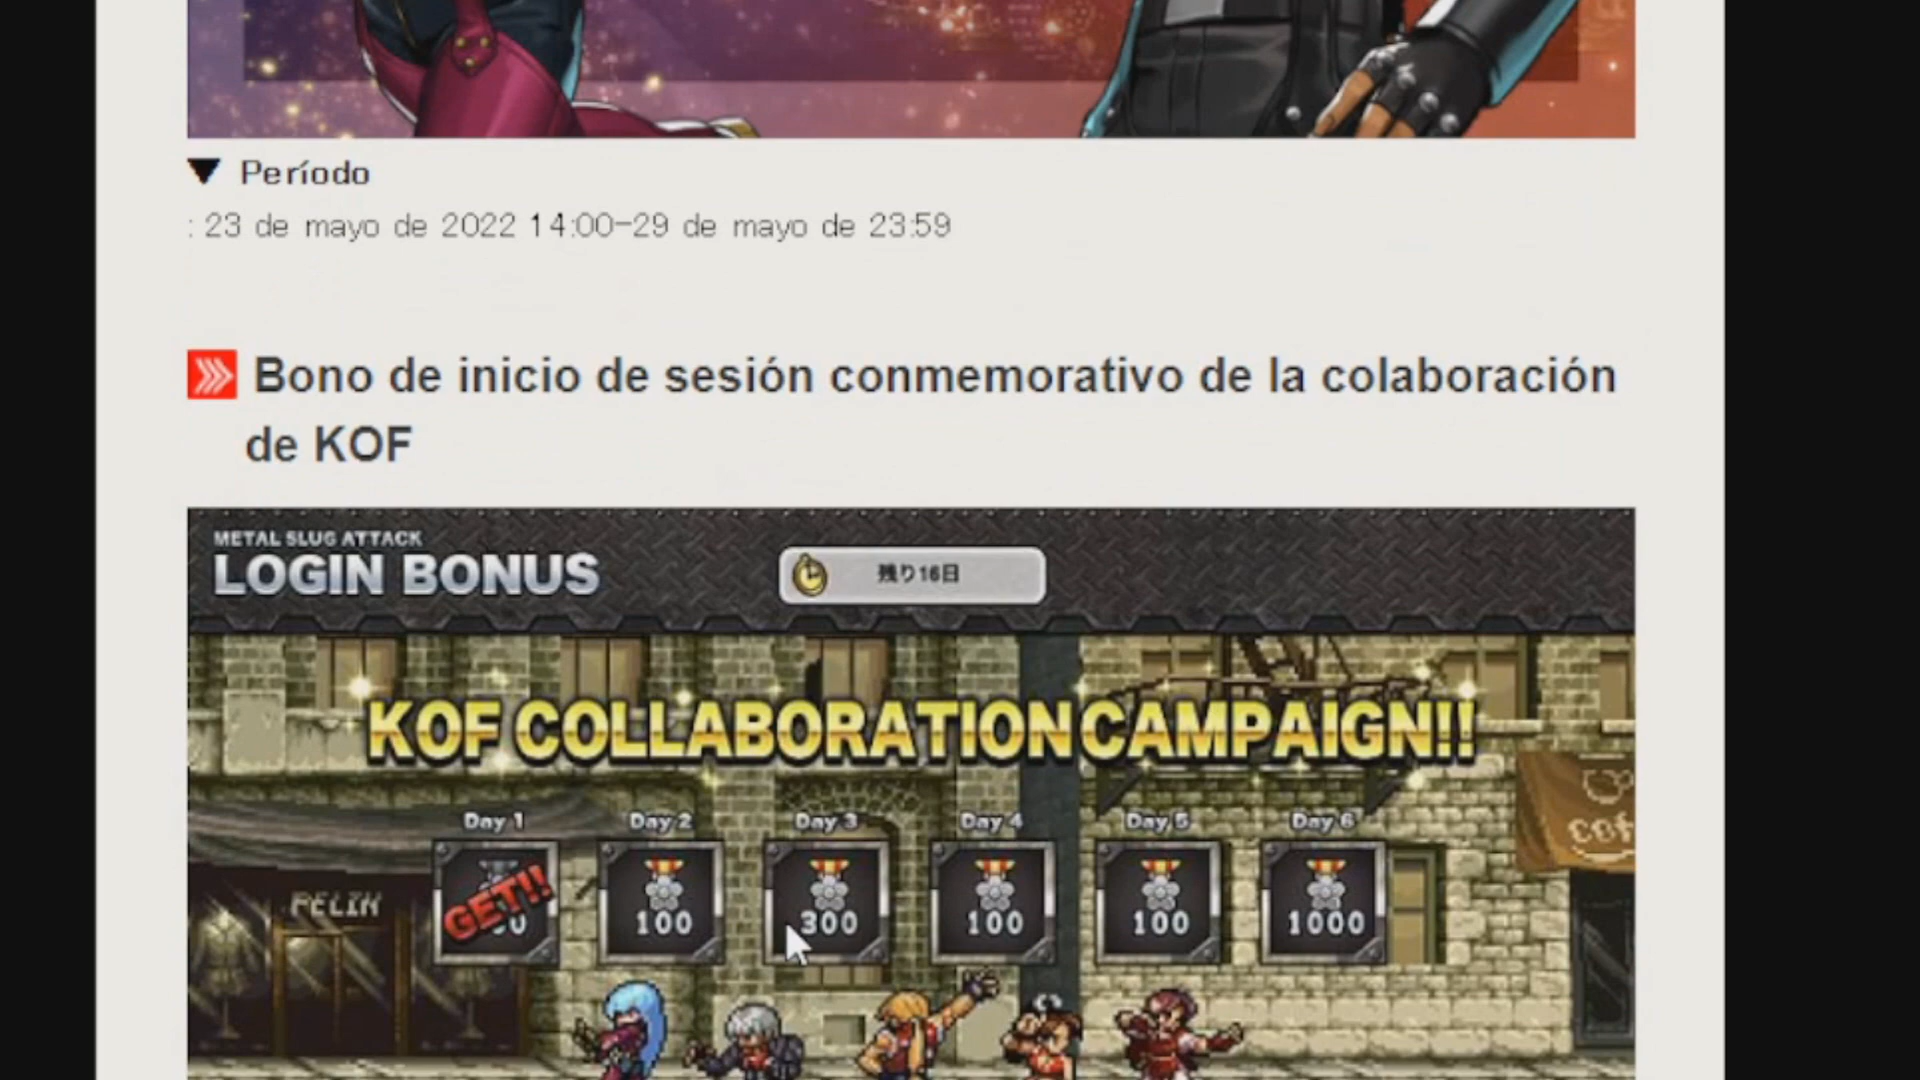 ▼ Período
: 23 de mayo de 2022 14:00-29 de mayo de 23:59
Bono de inicio de sesión conmemorativo de la colaboración
de KOF
METAL SLUG ATTACK
LOGIN BONUS
残り16日
KOF COLLABORATION CAMPAIGN!!
Day 1 Day 2 Day 3 Day 4 Day 5 Day 6
GET!! 100 300 100 100 1000
PELIN